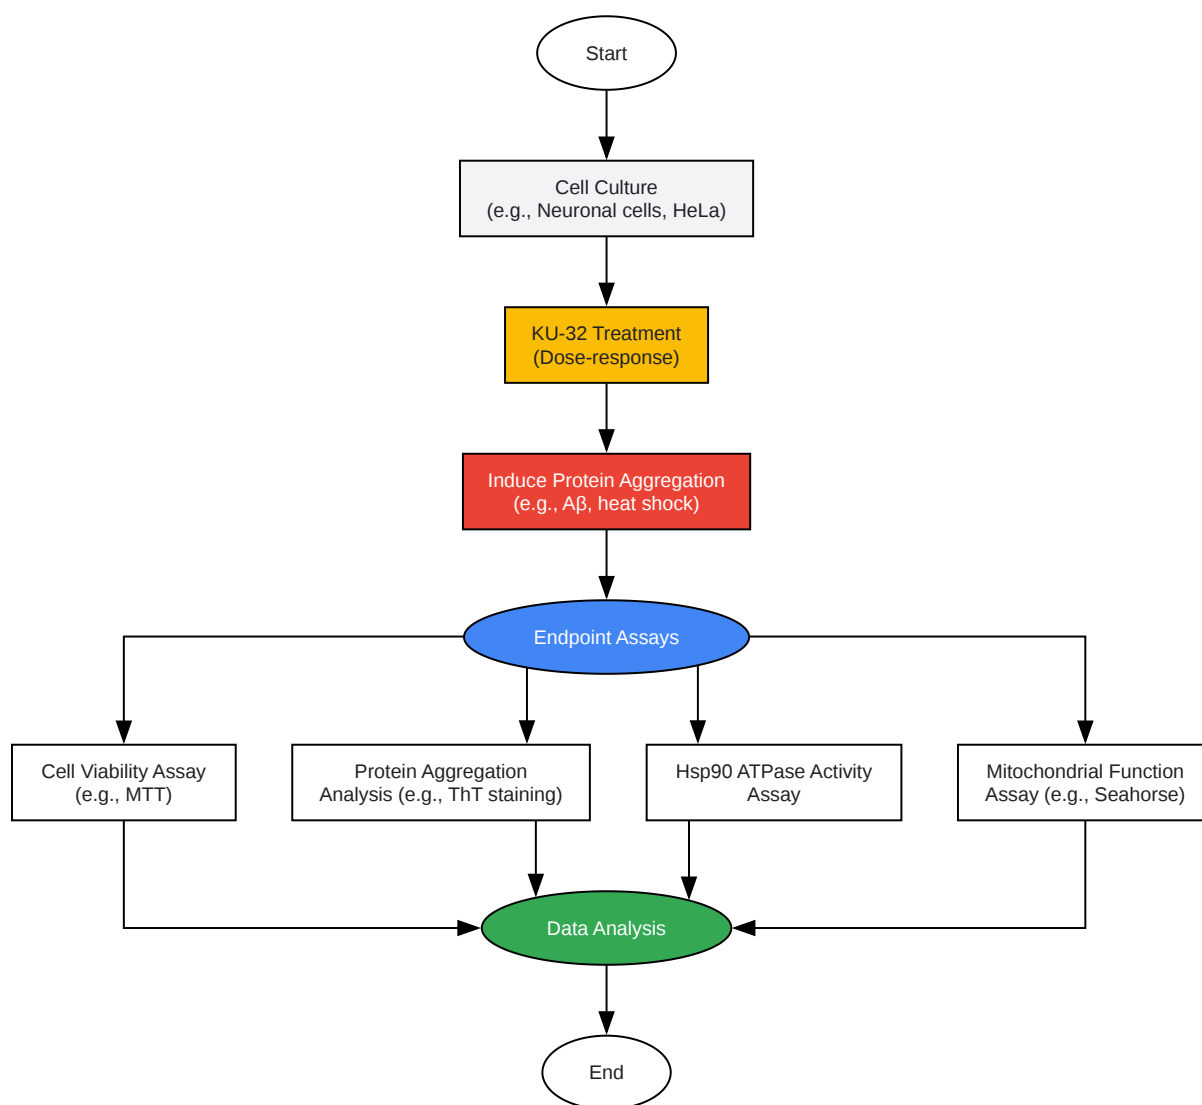 Start
Cell Culture
(e.g., Neuronal cells, HeLa)
KU-32 Treatment
(Dose-response)
Induce Protein Aggregation
(e.g., Aβ, heat shock)
Endpoint Assays
Cell Viability Assay
(e.g., MTT)
Protein Aggregation
Analysis (e.g., ThT staining)
Hsp90 ATPase Activity
Assay
Mitochondrial Function
Assay (e.g., Seahorse)
Data Analysis
End